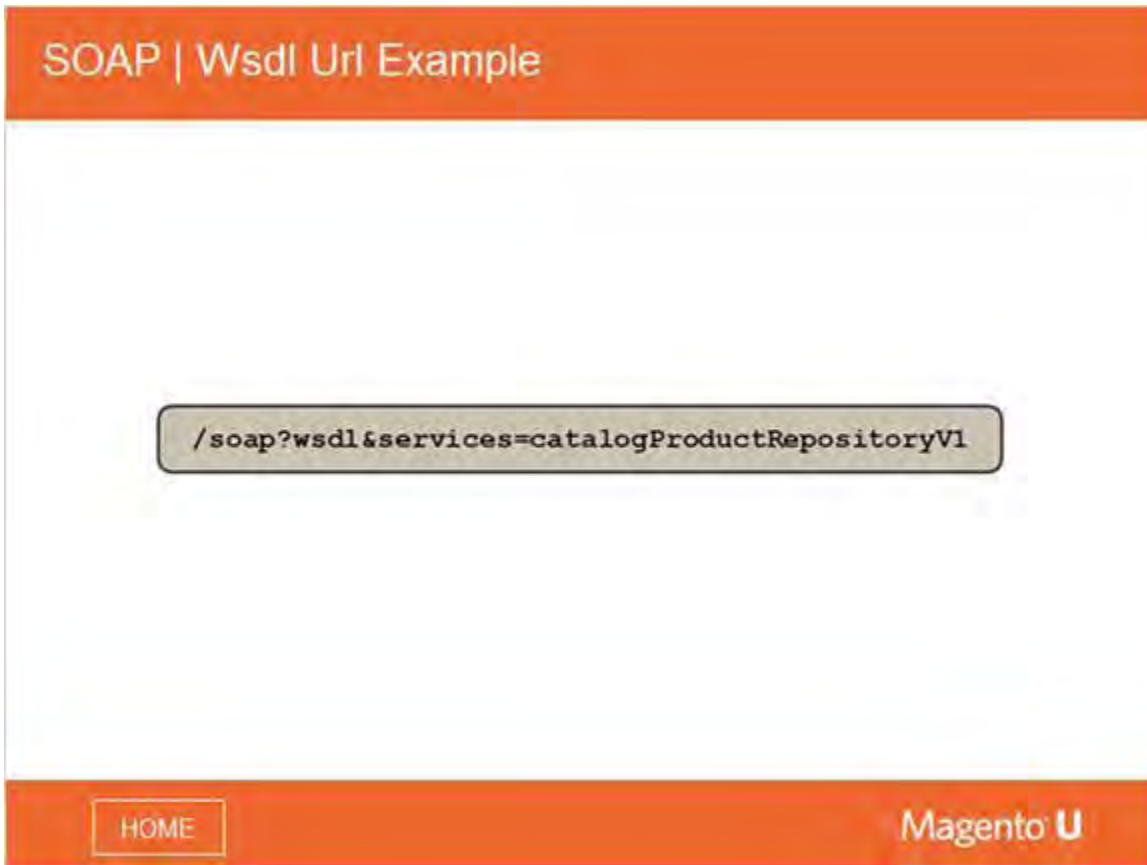 SOAP | Wsdl Url Example
/soap?wsdl&services=catalogProductRepositoryV1
HOME
Magento U